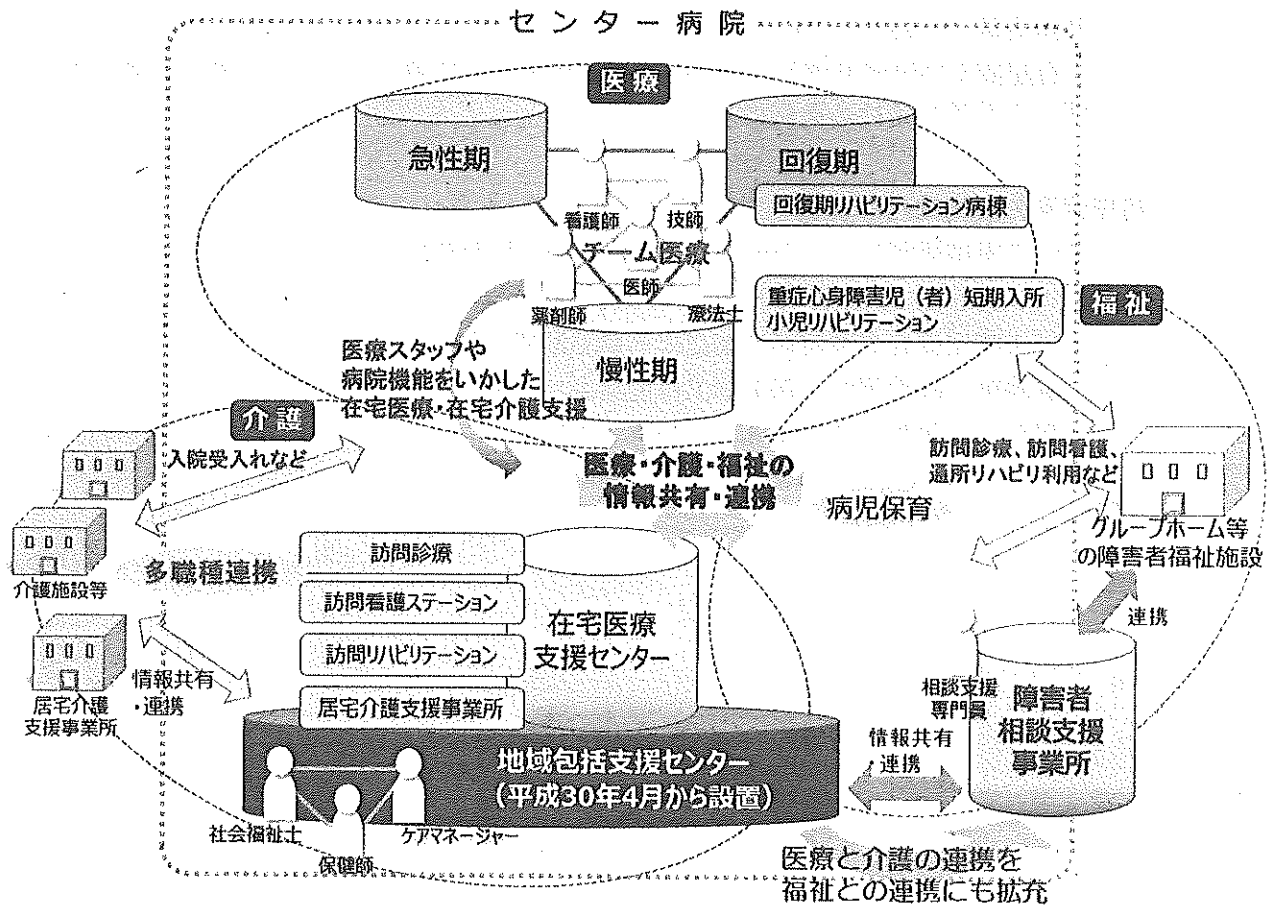 センター病院
医療
急性期
回復期
回復期リハビリテーション病棟
看護師
技師
チーム医療
医師
薬剤師
療法士
重症心身障害児（者）短期入所
小児リハビリテーション
福祉
慢性期
医療スタッフや
病院機能をいかした
在宅医療・在宅介護支援
介護
入院受入れなど
医療・介護・福祉の
情報共有・連携
訪問診療、訪問看護、
通所リハビリ利用など
病児保育
グループホーム等
の障害者福祉施設
介護施設等
多職種連携
訪問診療
訪問看護ステーション
訪問リハビリテーション
居宅介護支援事業所
在宅医療
支援センター
連携
居宅介護
支援事業所
情報共有
・連携
相談支援
専門員
障害者
相談支援
事業所
情報共有
・連携
地域包括支援センター
（平成30年4月から設置）
社会福祉士
保健師
ケアマネージャー
医療と介護の連携を
福祉との連携にも拡充